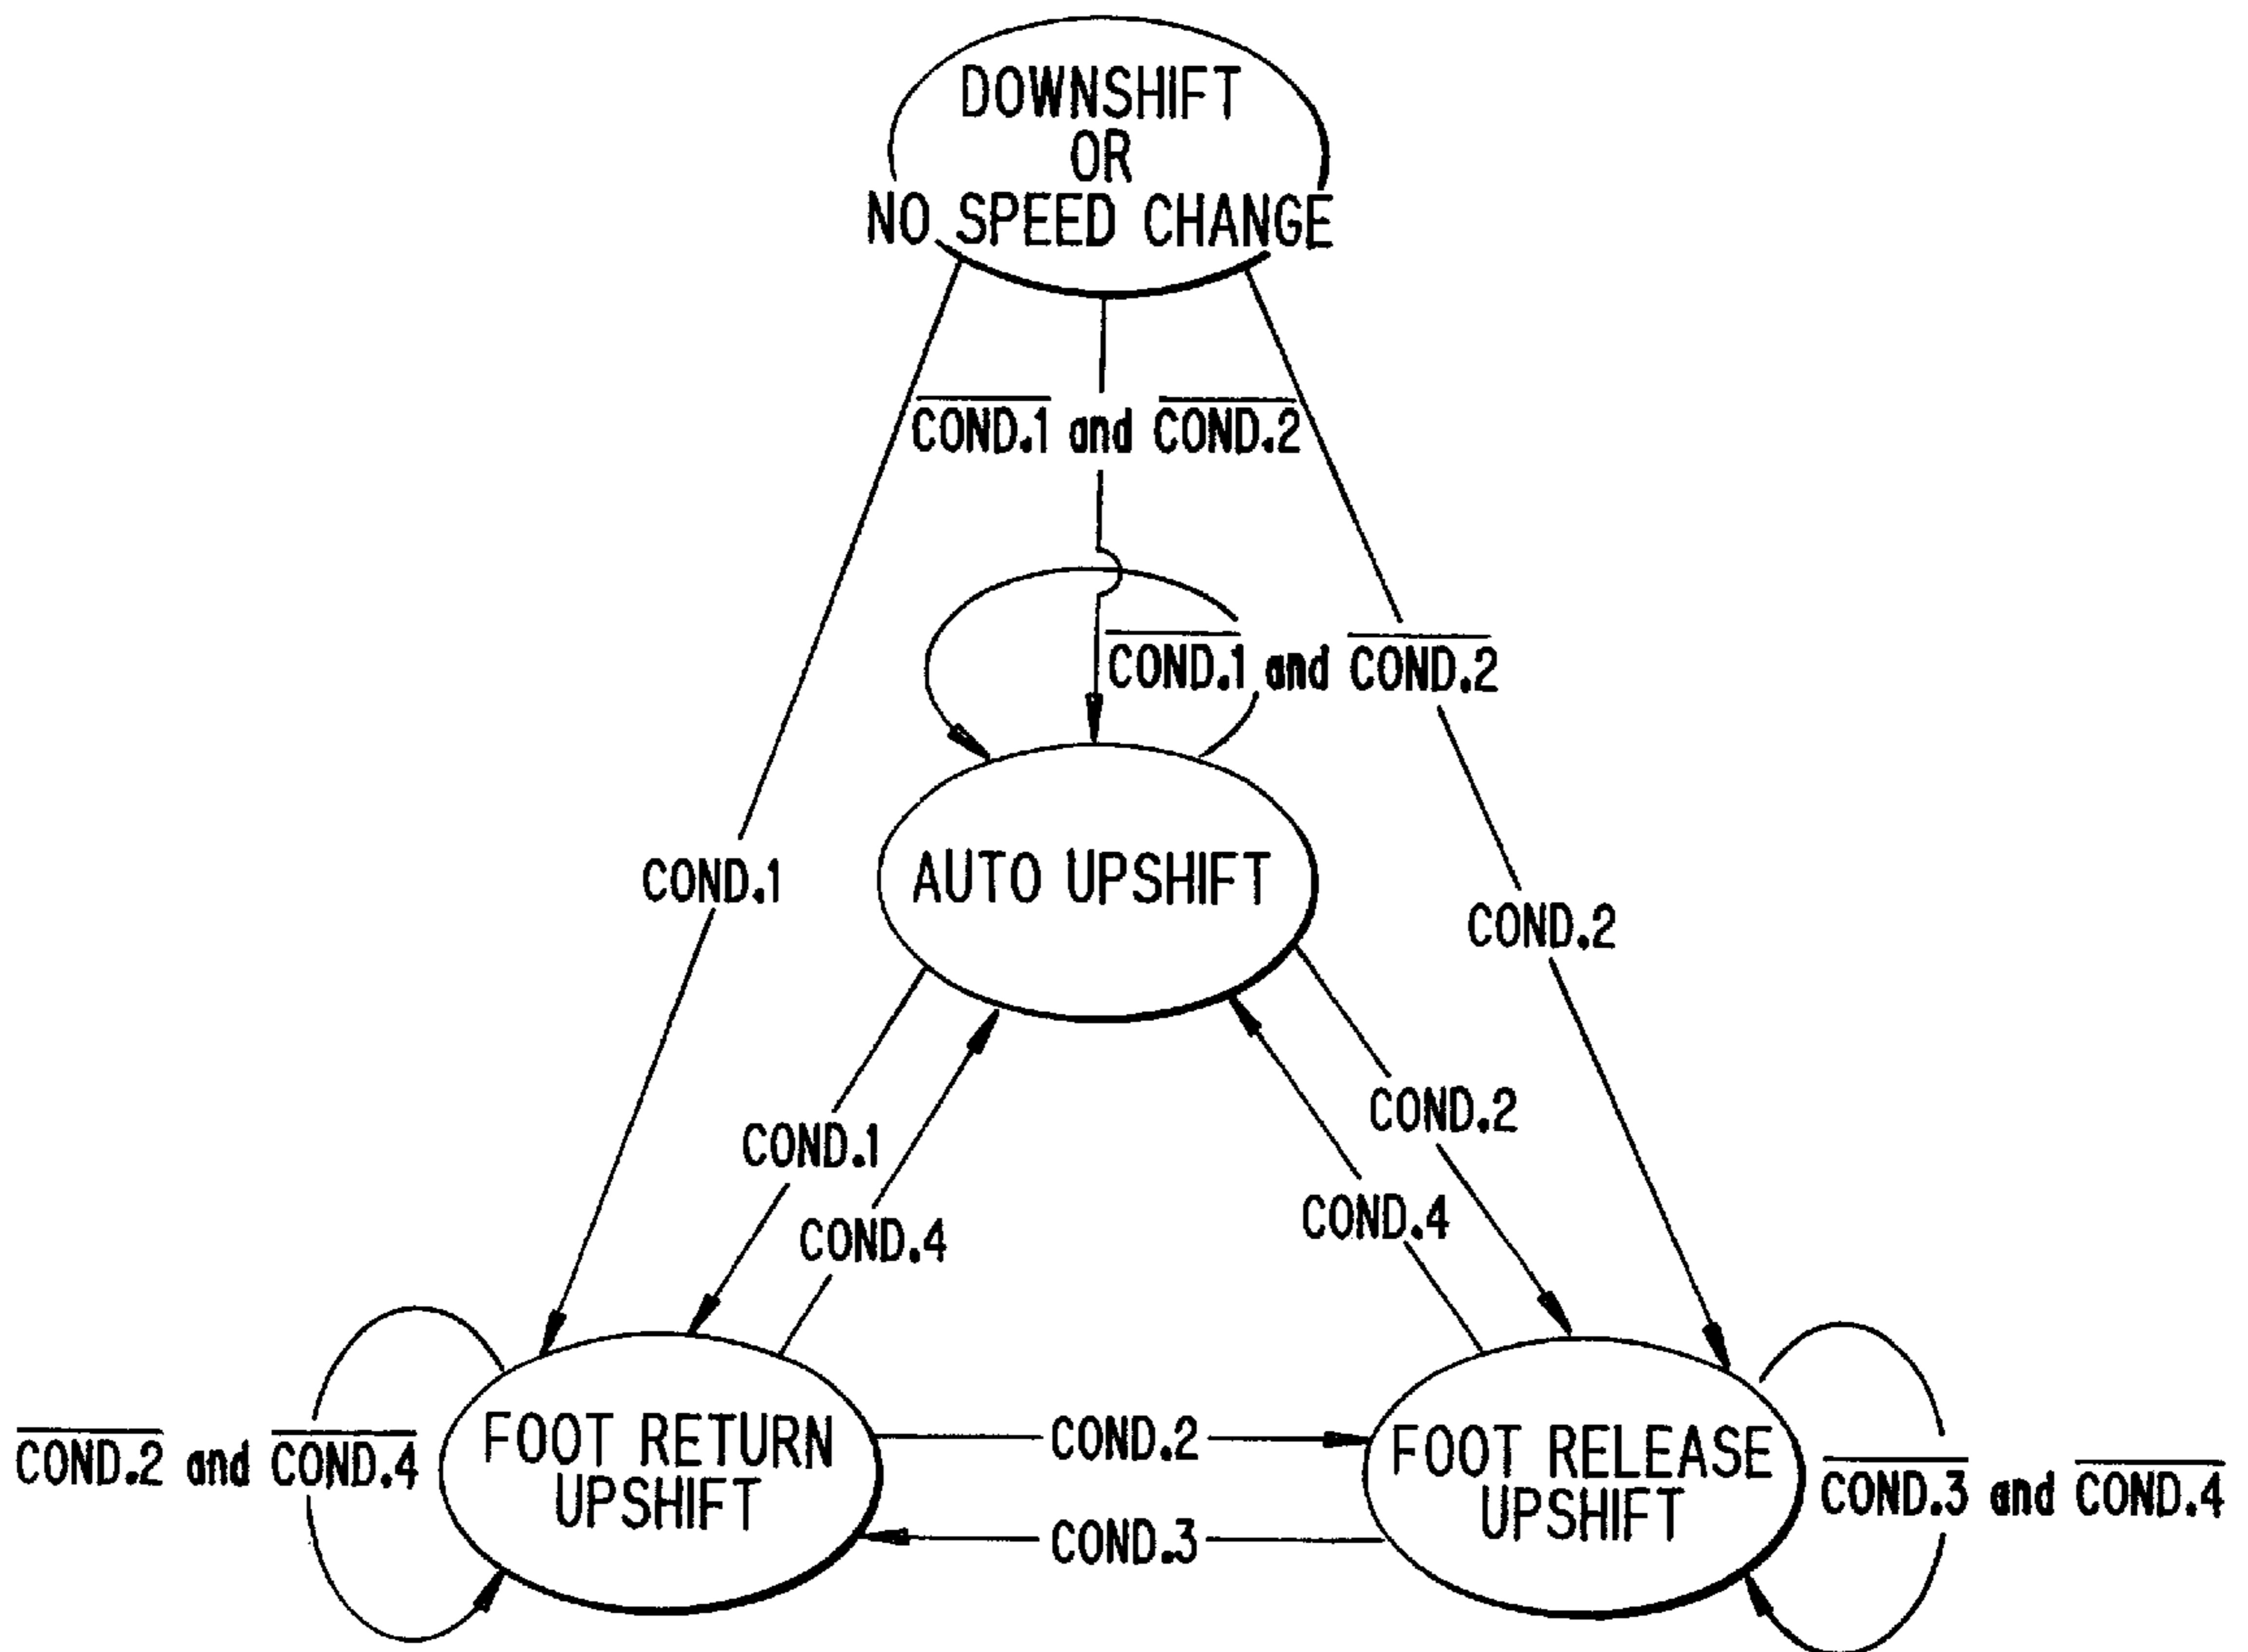 DOWNSHIFT
OR
NO SPEED CHANGE
COND.1 and COND.2
COND.1 and COND.2
COND.1
AUTO UPSHIFT
COND.2
COND.2
COND.1
COND.4
COND.4
COND.2 and COND.4
FOOT RETURN
UPSHIFT
COND.2
COND.3
FOOT RELEASE
UPSHIFT
COND.3 and COND.4